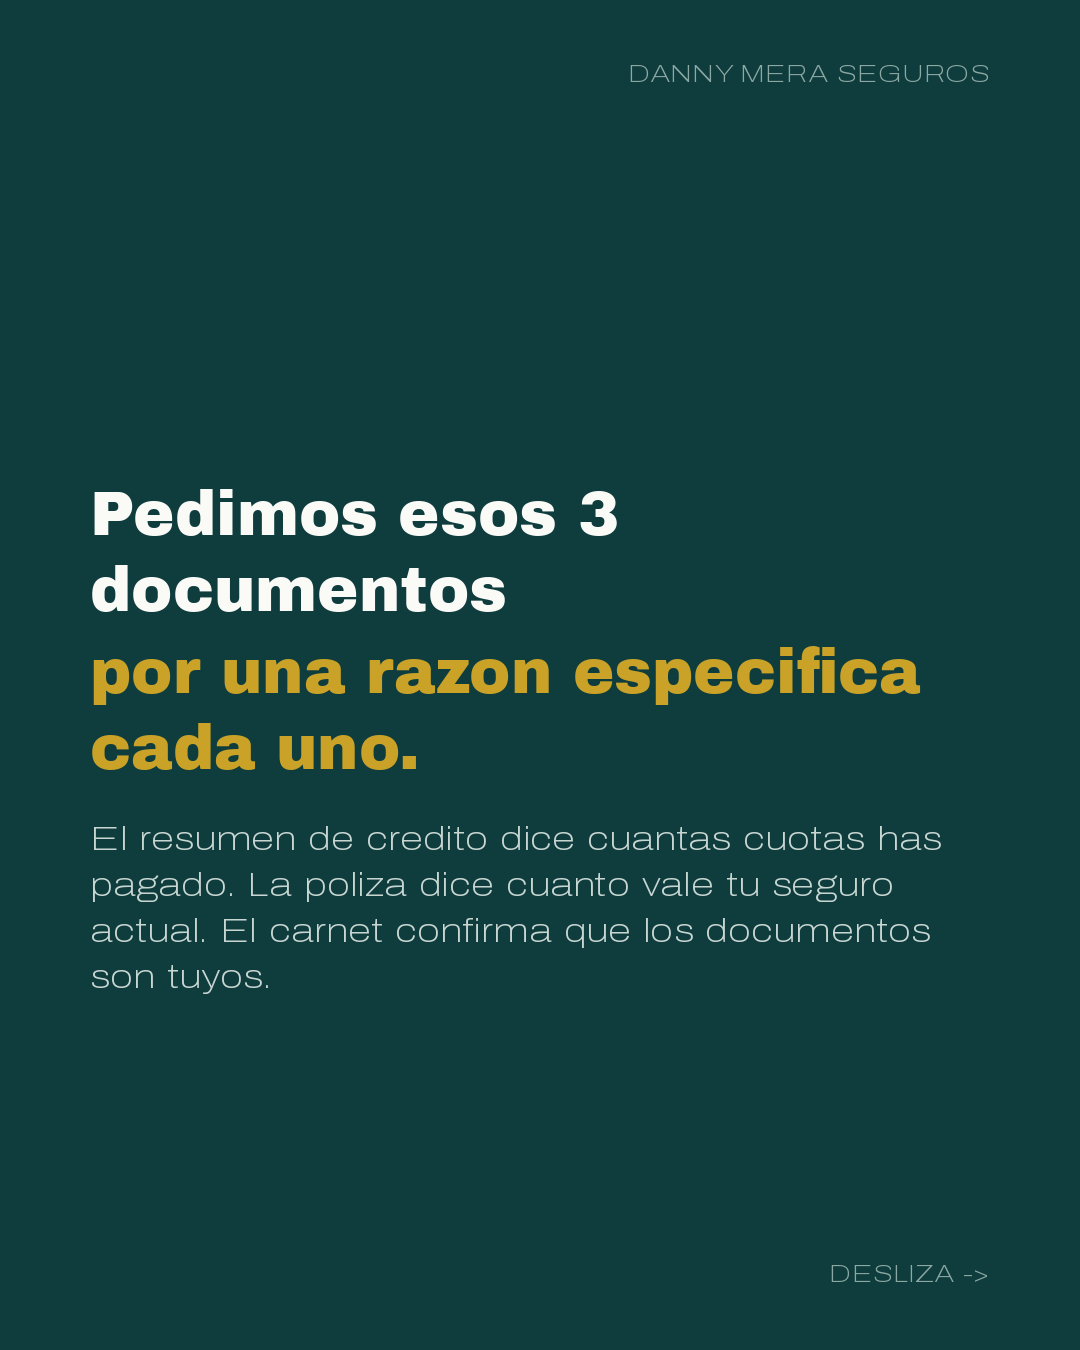 DANNY MERA SEGUROS
Pedimos esos 3
documentos
por una razon especifica
cada uno.
El resumen de credito dice cuantas cuotas has
pagado. La poliza dice cuanto vale tu seguro
actual. El carnet confirma que los documentos
son tuyos.
DESLIZA ->